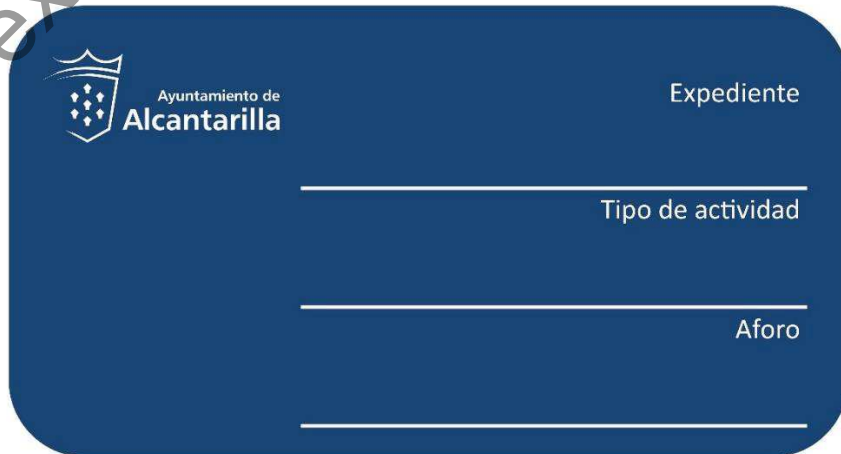 Ayuntamiento de
Alcantarilla
Expediente
Tipo de actividad
Aforo